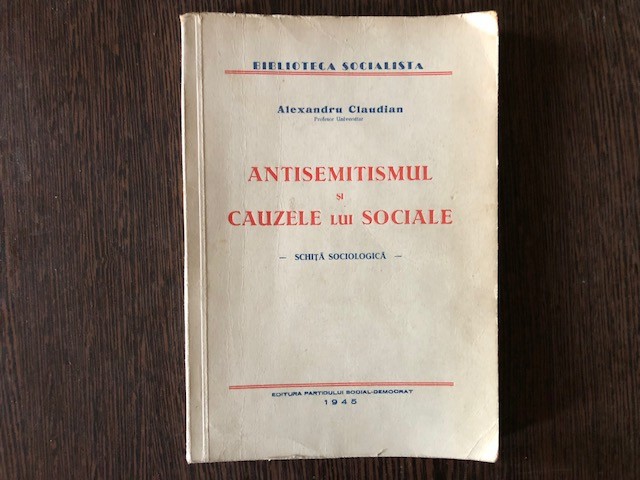 BIBLIOTECA SOCIALISTA
Alexandru Claudian
Profesor Universitar
ANTISEMITISMUL
ȘI
CAUZELE LUI SOCIALE
— SCHIȚĂ SOCIOLOGICĂ —
EDITURA PARTIDULUI SOCIAL-DEMOCRAT
1945